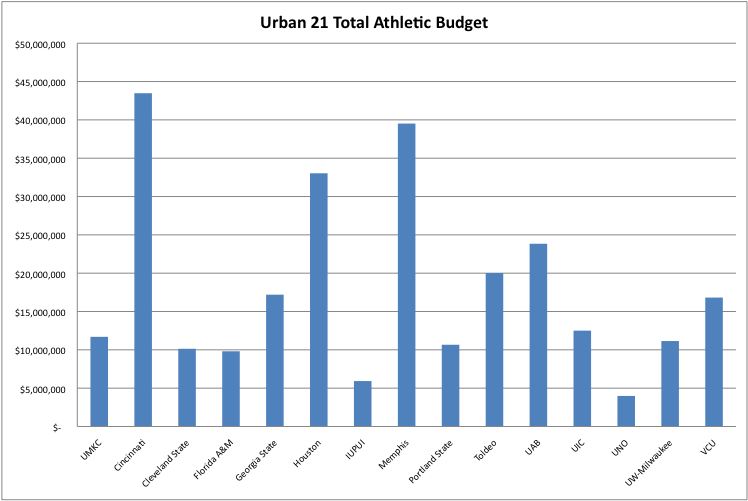 Urban 21 Total Athletic Budget
$50,000,000
$45,000,000
$40,000,000
$35,000,000
$30,000,000
$25,000,000
$20,000,000
$15,000,000
$10,000,000
$5,000,000
$-
UMKC
Cincinnati
Cleveland State
Florida A&M
Georgia State
Houston
IUPUI
Memphis
Portland State
Toldeo
UAB
UIC
UNO
UW-Milwaukee
VCU